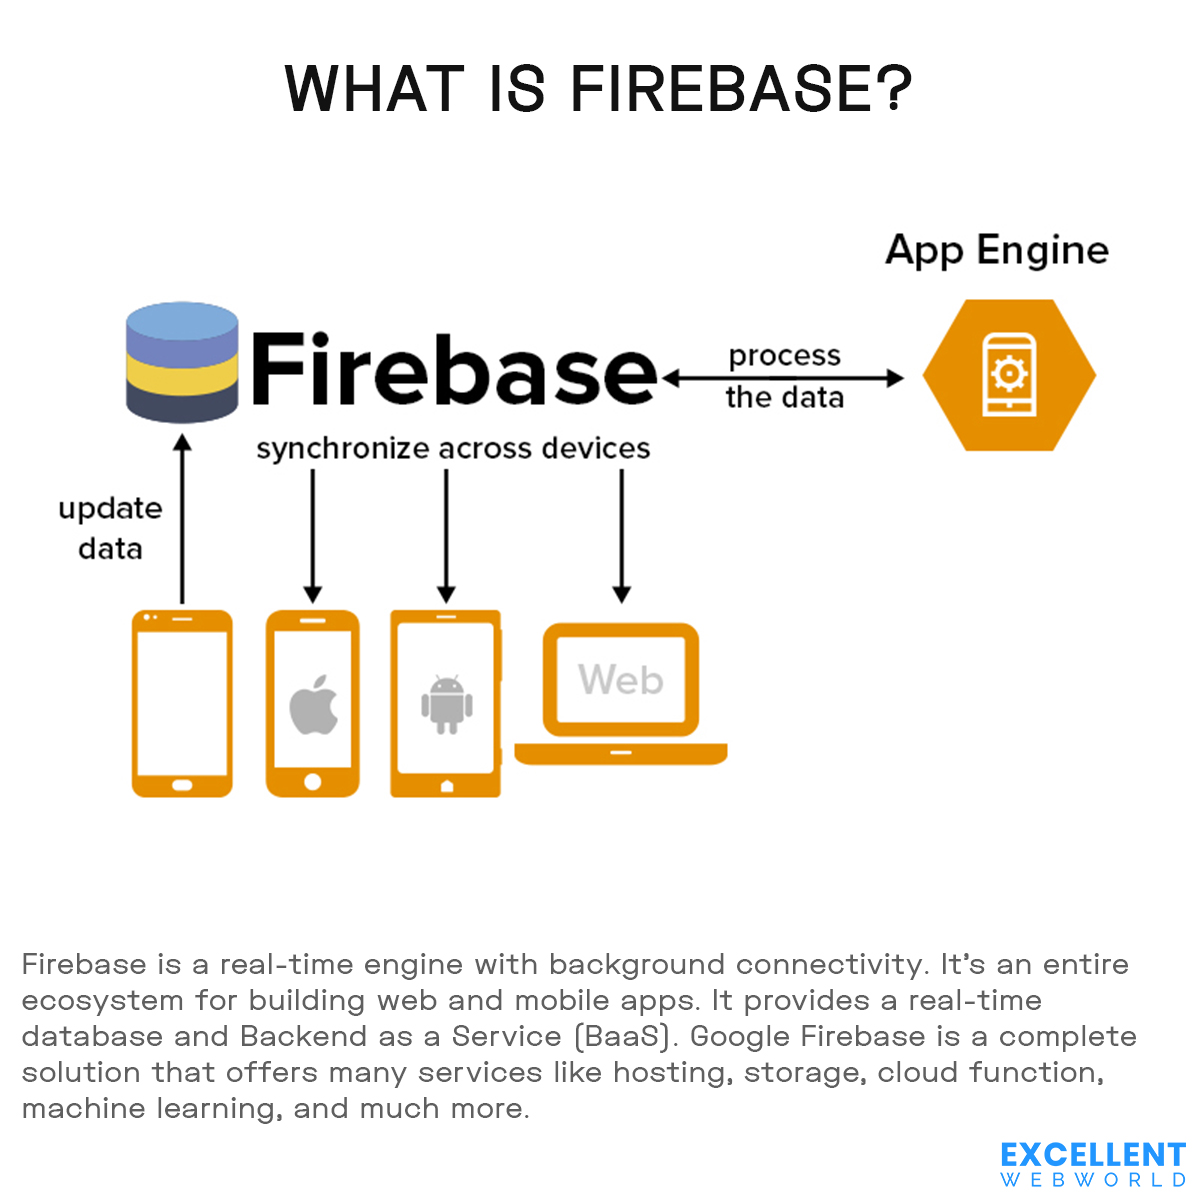 WHAT IS FIREBASE?
App Engine
Firebase
process
the data
synchronize across devices
update
data
Web
Firebase is a real-time engine with background connectivity. It's an entire
ecosystem for building web and mobile apps. It provides a real-time
database and Backend as a Service (BaaS). Google Firebase is a complete
solution that offers many services like hosting, storage, cloud function,
machine learning, and much more.
EXCELLENT
WEBWORLD